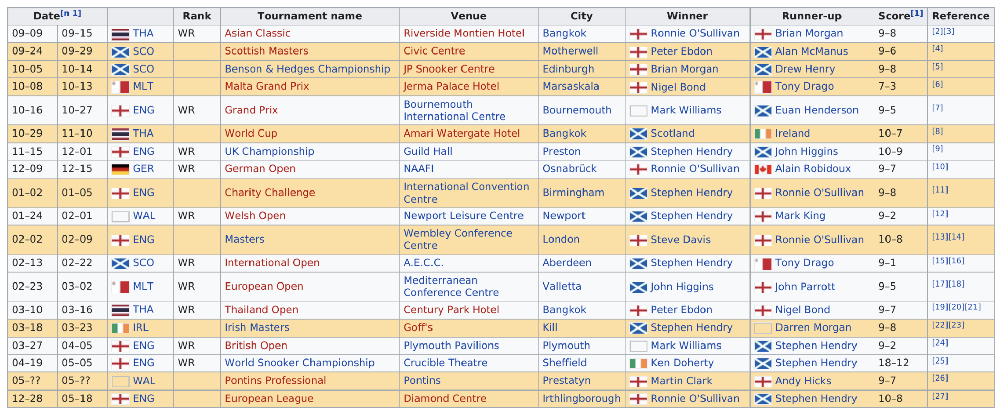 Date[n 1] Rank Tournament name Venue City Winner Runner-up Score[1] Reference
09–09 09–15 THA WR Asian Classic Riverside Montien Hotel Bangkok Ronnie O'Sullivan Brian Morgan 9–8 [2][3]
09–24 09–29 SCO Scottish Masters Civic Centre Motherwell Peter Ebdon Alan McManus 9–6 [4]
10–05 10–14 SCO Benson & Hedges Championship JP Snooker Centre Edinburgh Brian Morgan Drew Henry 9–8 [5]
10–08 10–13 MLT Malta Grand Prix Jerma Palace Hotel Marsaskala Nigel Bond Tony Drago 7–3 [6]
10–16 10–27 ENG WR Grand Prix Bournemouth
International Centre Bournemouth Mark Williams Euan Henderson 9–5 [7]
10–29 11–10 THA World Cup Amari Watergate Hotel Bangkok Scotland Ireland 10–7 [8]
11–15 12–01 ENG WR UK Championship Guild Hall Preston Stephen Hendry John Higgins 10–9 [9]
12–09 12–15 GER WR German Open NAAFI Osnabrück Ronnie O'Sullivan Alain Robidoux 9–7 [10]
01–02 01–05 ENG Charity Challenge International Convention
Centre Birmingham Stephen Hendry Ronnie O'Sullivan 9–8 [11]
01–24 02–01 WAL WR Welsh Open Newport Leisure Centre Newport Stephen Hendry Mark King 9–2 [12]
02–02 02–09 ENG Masters Wembley Conference
Centre London Steve Davis Ronnie O'Sullivan 10–8 [13][14]
02–13 02–22 SCO WR International Open A.E.C.C. Aberdeen Stephen Hendry Tony Drago 9–1 [15][16]
02–23 03–02 MLT WR European Open Mediterranean
Conference Centre Valletta John Higgins John Parrott 9–5 [17][18]
03–10 03–16 THA WR Thailand Open Century Park Hotel Bangkok Peter Ebdon Nigel Bond 9–7 [19][20][21]
03–18 03–23 IRL Irish Masters Goff's Kill Stephen Hendry Darren Morgan 9–8 [22][23]
03–27 04–05 ENG WR British Open Plymouth Pavilions Plymouth Mark Williams Stephen Hendry 9–2 [24]
04–19 05–05 ENG WR World Snooker Championship Crucible Theatre Sheffield Ken Doherty Stephen Hendry 18–12 [25]
05–?? 05–?? WAL Pontins Professional Pontins Prestatyn Martin Clark Andy Hicks 9–7 [26]
12–28 05–18 ENG European League Diamond Centre Irthlingborough Ronnie O'Sullivan Stephen Hendry 10–8 [27]